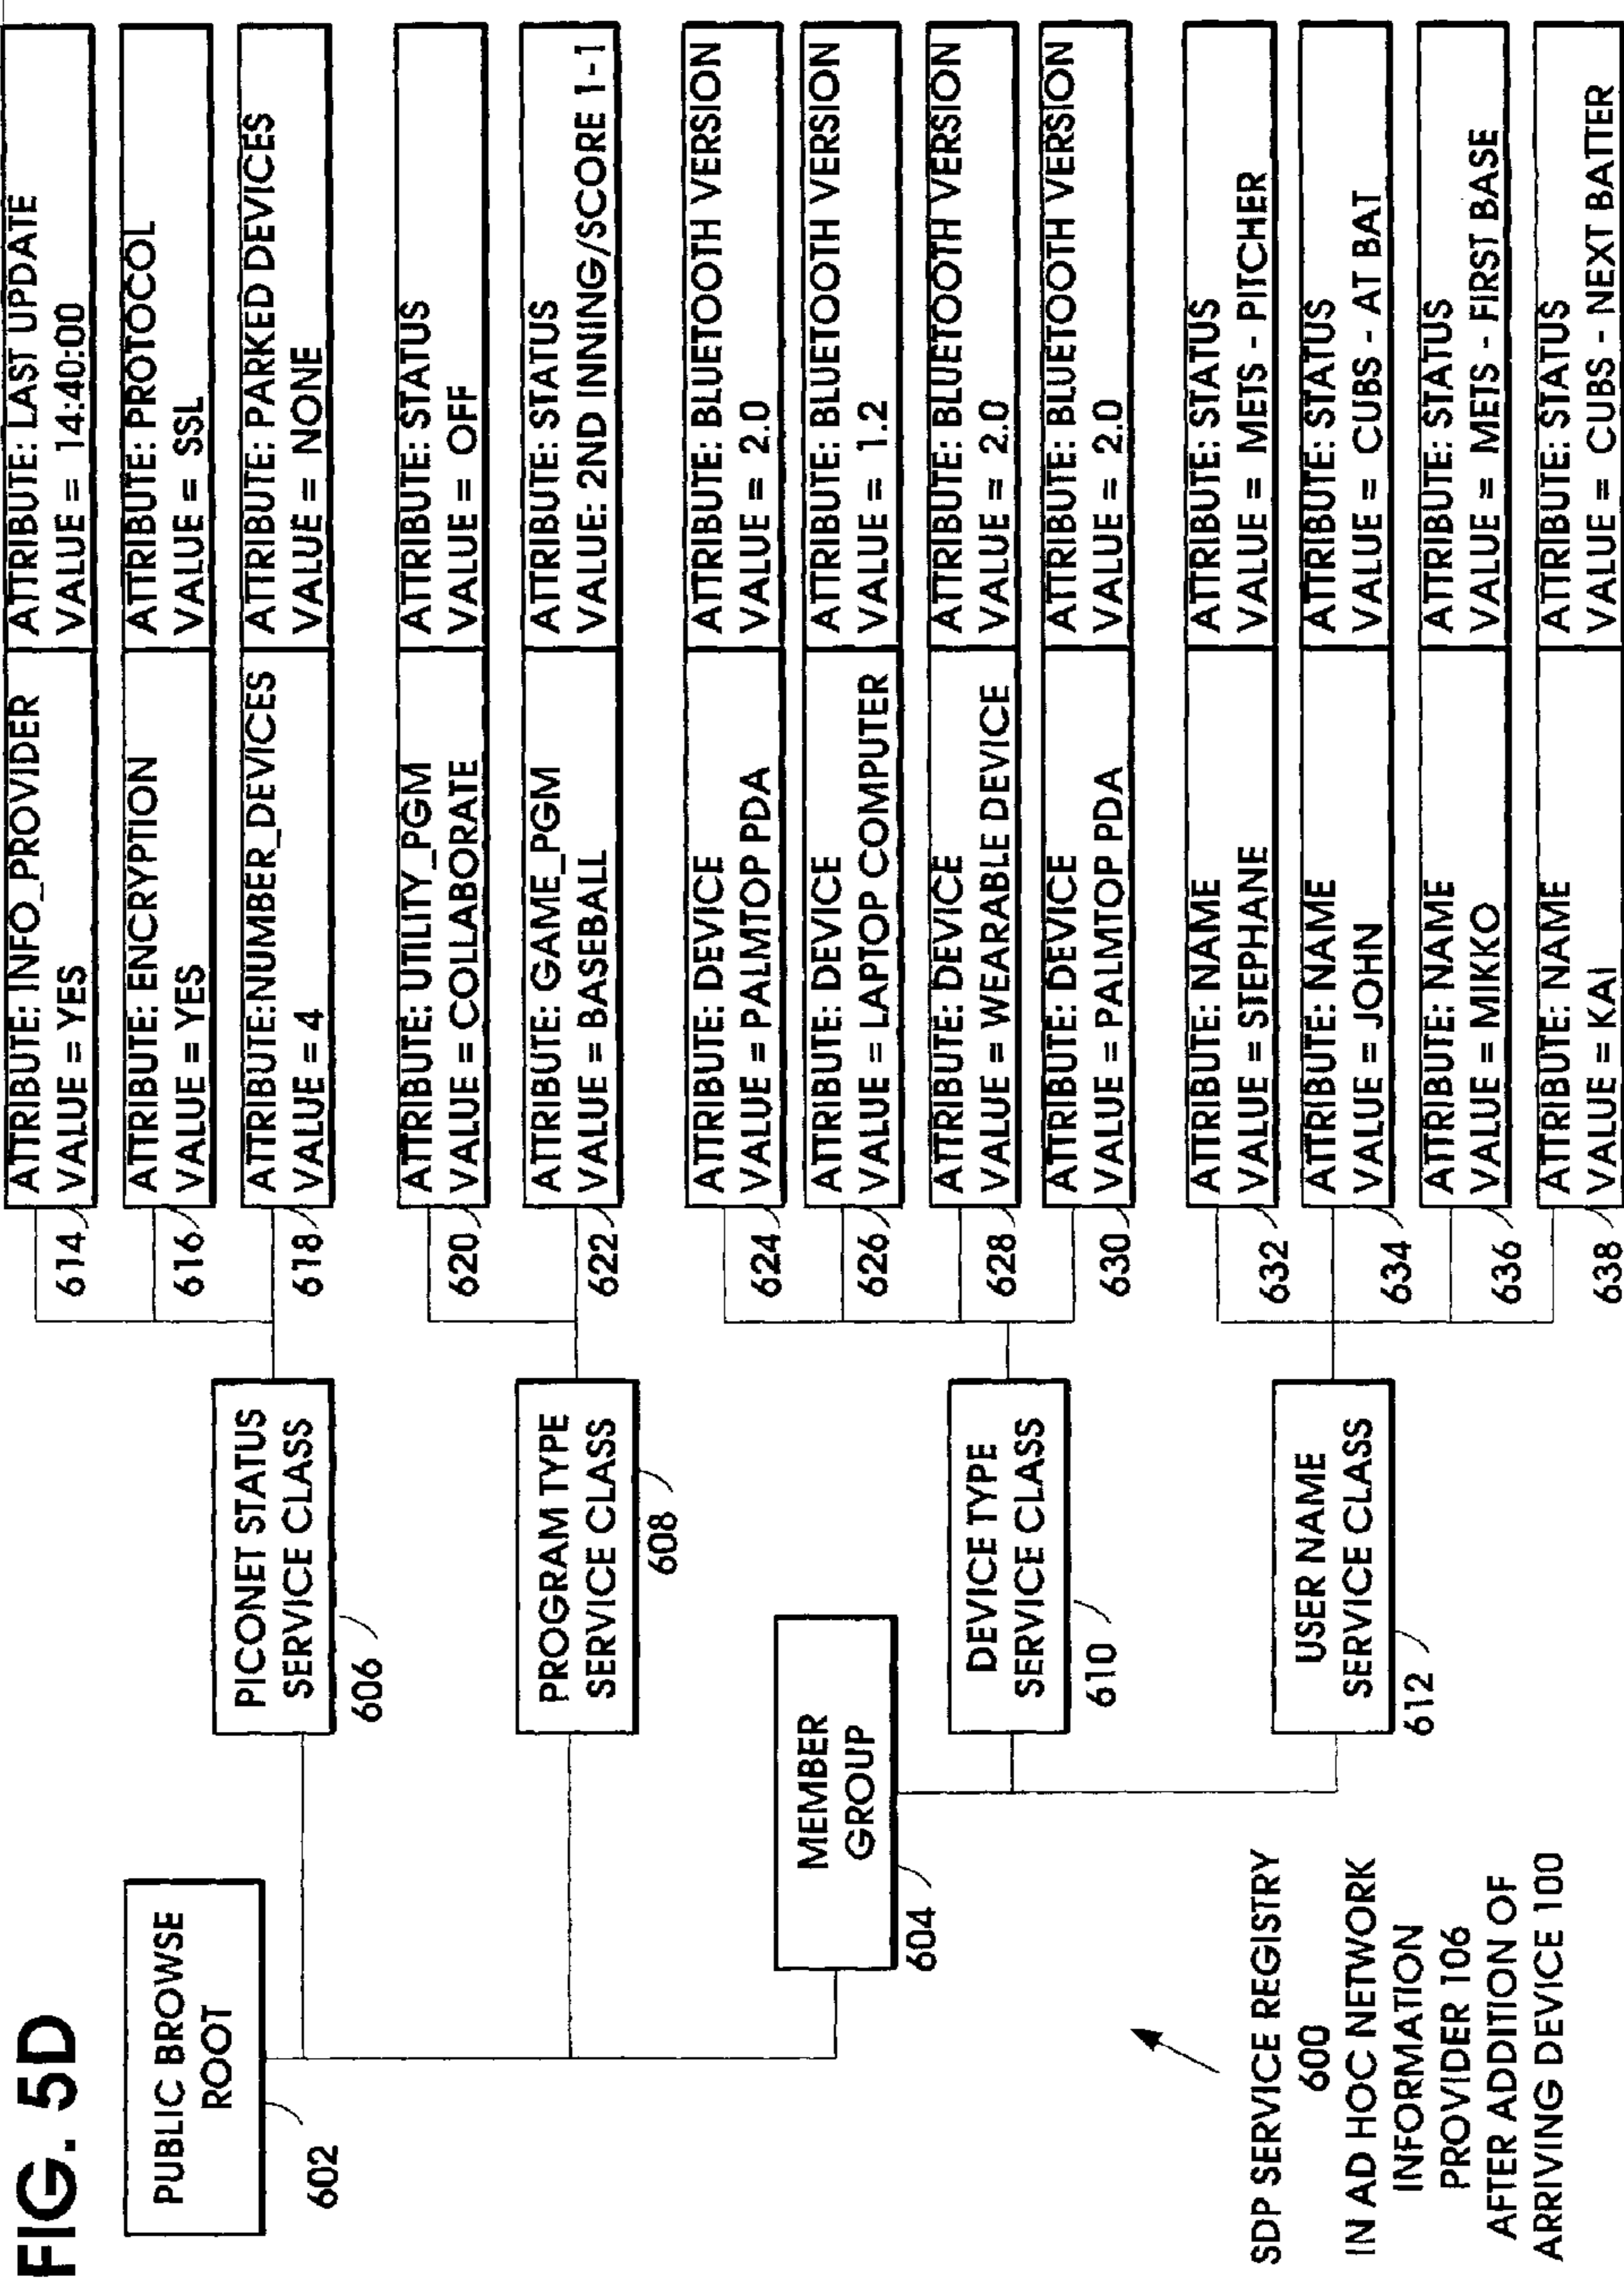 FIG. 5D
PUBLIC BROWSE
ROOT
602
PICONET STATUS
SERVICE CLASS
606
PROGRAM TYPE
SERVICE CLASS
608
MEMBER
GROUP
604
DEVICE TYPE
SERVICE CLASS
610
USER NAME
SERVICE CLASS
612
614
ATTRIBUTE: INFO_PROVIDER
VALUE = YES
ATTRIBUTE: LAST UPDATE
VALUE = 14:40:00
616
ATTRIBUTE: ENCRYPTION
VALUE = YES
ATTRIBUTE: PROTOCOL
VALUE = SSL
618
ATTRIBUTE:NUMBER_DEVICES
VALUE = 4
ATTRIBUTE: PARKED DEVICES
VALUE = NONE
620
ATTRIBUTE: UTILITY_PGM
VALUE = COLLABORATE
ATTRIBUTE: STATUS
VALUE = OFF
622
ATTRIBUTE: GAME_PGM
VALUE = BASEBALL
ATTRIBUTE: STATUS
VALUE: 2ND INNING/SCORE 1-1
624
ATTRIBUTE: DEVICE
VALUE = PALMTOP PDA
ATTRIBUTE: BLUETOOTH VERSION
VALUE = 2.0
626
ATTRIBUTE: DEVICE
VALUE = LAPTOP COMPUTER
ATTRIBUTE: BLUETOOTH VERSION
VALUE = 1.2
628
ATTRIBUTE: DEVICE
VALUE = WEARABLE DEVICE
ATTRIBUTE: BLUETOOTH VERSION
VALUE = 2.0
630
ATTRIBUTE: DEVICE
VALUE = PALMTOP PDA
ATTRIBUTE: BLUETOOTH VERSION
VALUE = 2.0
632
ATTRIBUTE: NAME
VALUE = STEPHANE
ATTRIBUTE: STATUS
VALUE = METS - PITCHER
634
ATTRIBUTE: NAME
VALUE = JOHN
ATTRIBUTE: STATUS
VALUE = CUBS - AT BAT
636
ATTRIBUTE: NAME
VALUE = MIKKO
ATTRIBUTE: STATUS
VALUE = METS - FIRST BASE
638
ATTRIBUTE: NAME
VALUE = KAI
ATTRIBUTE: STATUS
VALUE = CUBS - NEXT BATTER
SDP SERVICE REGISTRY
600
IN AD HOC NETWORK
INFORMATION
PROVIDER 106
AFTER ADDITION OF
ARRIVING DEVICE 100